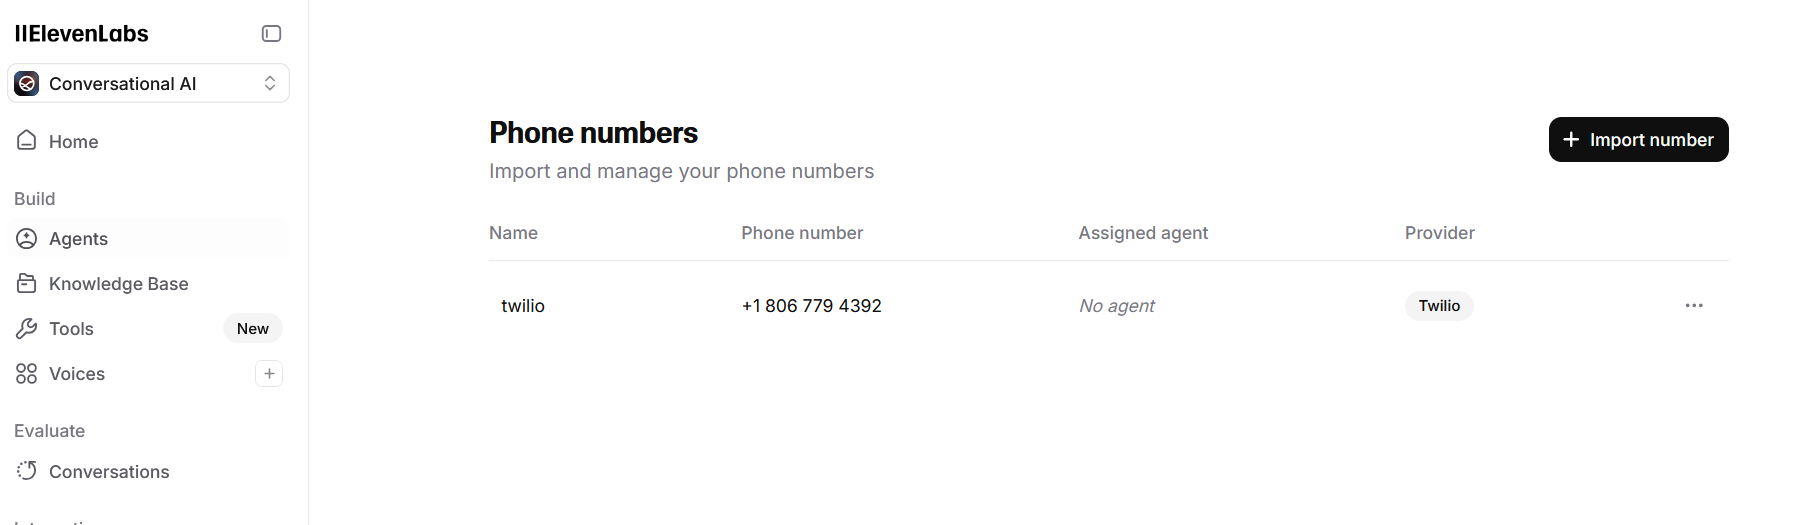 IIElevenLabs
Conversational AI
Home
Build
Agents
Knowledge Base
Tools
New
Voices
Evaluate
Conversations
Phone numbers
Import and manage your phone numbers
Import number
Name
Phone number
Assigned agent
Provider
twilio
+1 806 779 4392
No agent
Twilio